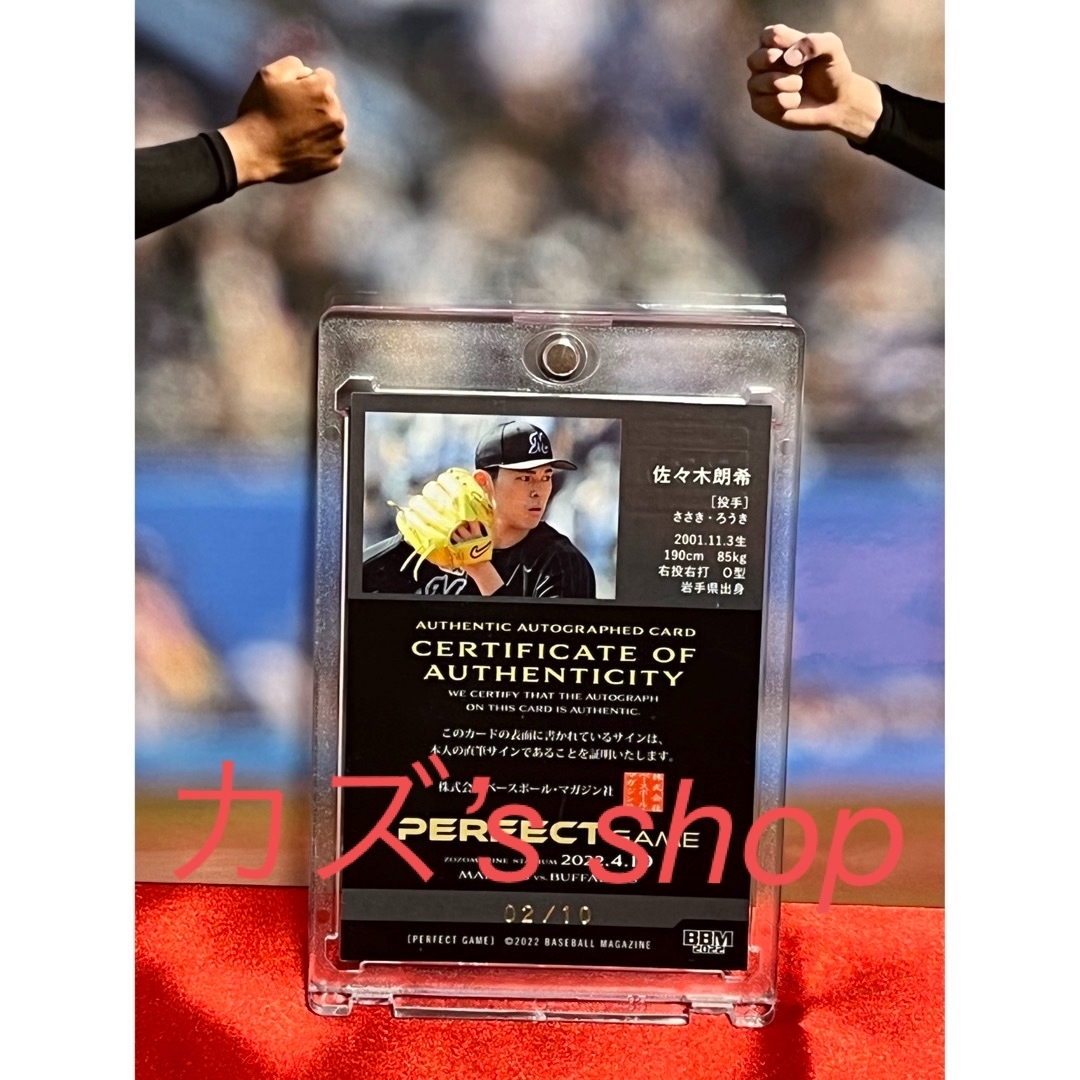 佐々木朗希
[投手]
ささき・ろうき
2001.11.3生
190cm 85kg
右投右打 O型
岩手県出身
AUTHENTIC AUTOGRAPHED CARD
CERTIFICATE OF
AUTHENTICITY
WE CERTIFY THAT THE AUTOGRAPH
ON THIS CARD IS AUTHENTIC.
このカードの表面に書かれているサインは、
本人の直筆サインであることを証明いたします。
株式会社ベースボール・マガジン社
カズ's shop
PERFECT GAME
STADIUM 2022.4.10
VS. 
02/10
[PERFECT GAME] ©2022 BASEBALL MAGAZINE
BBM
2022